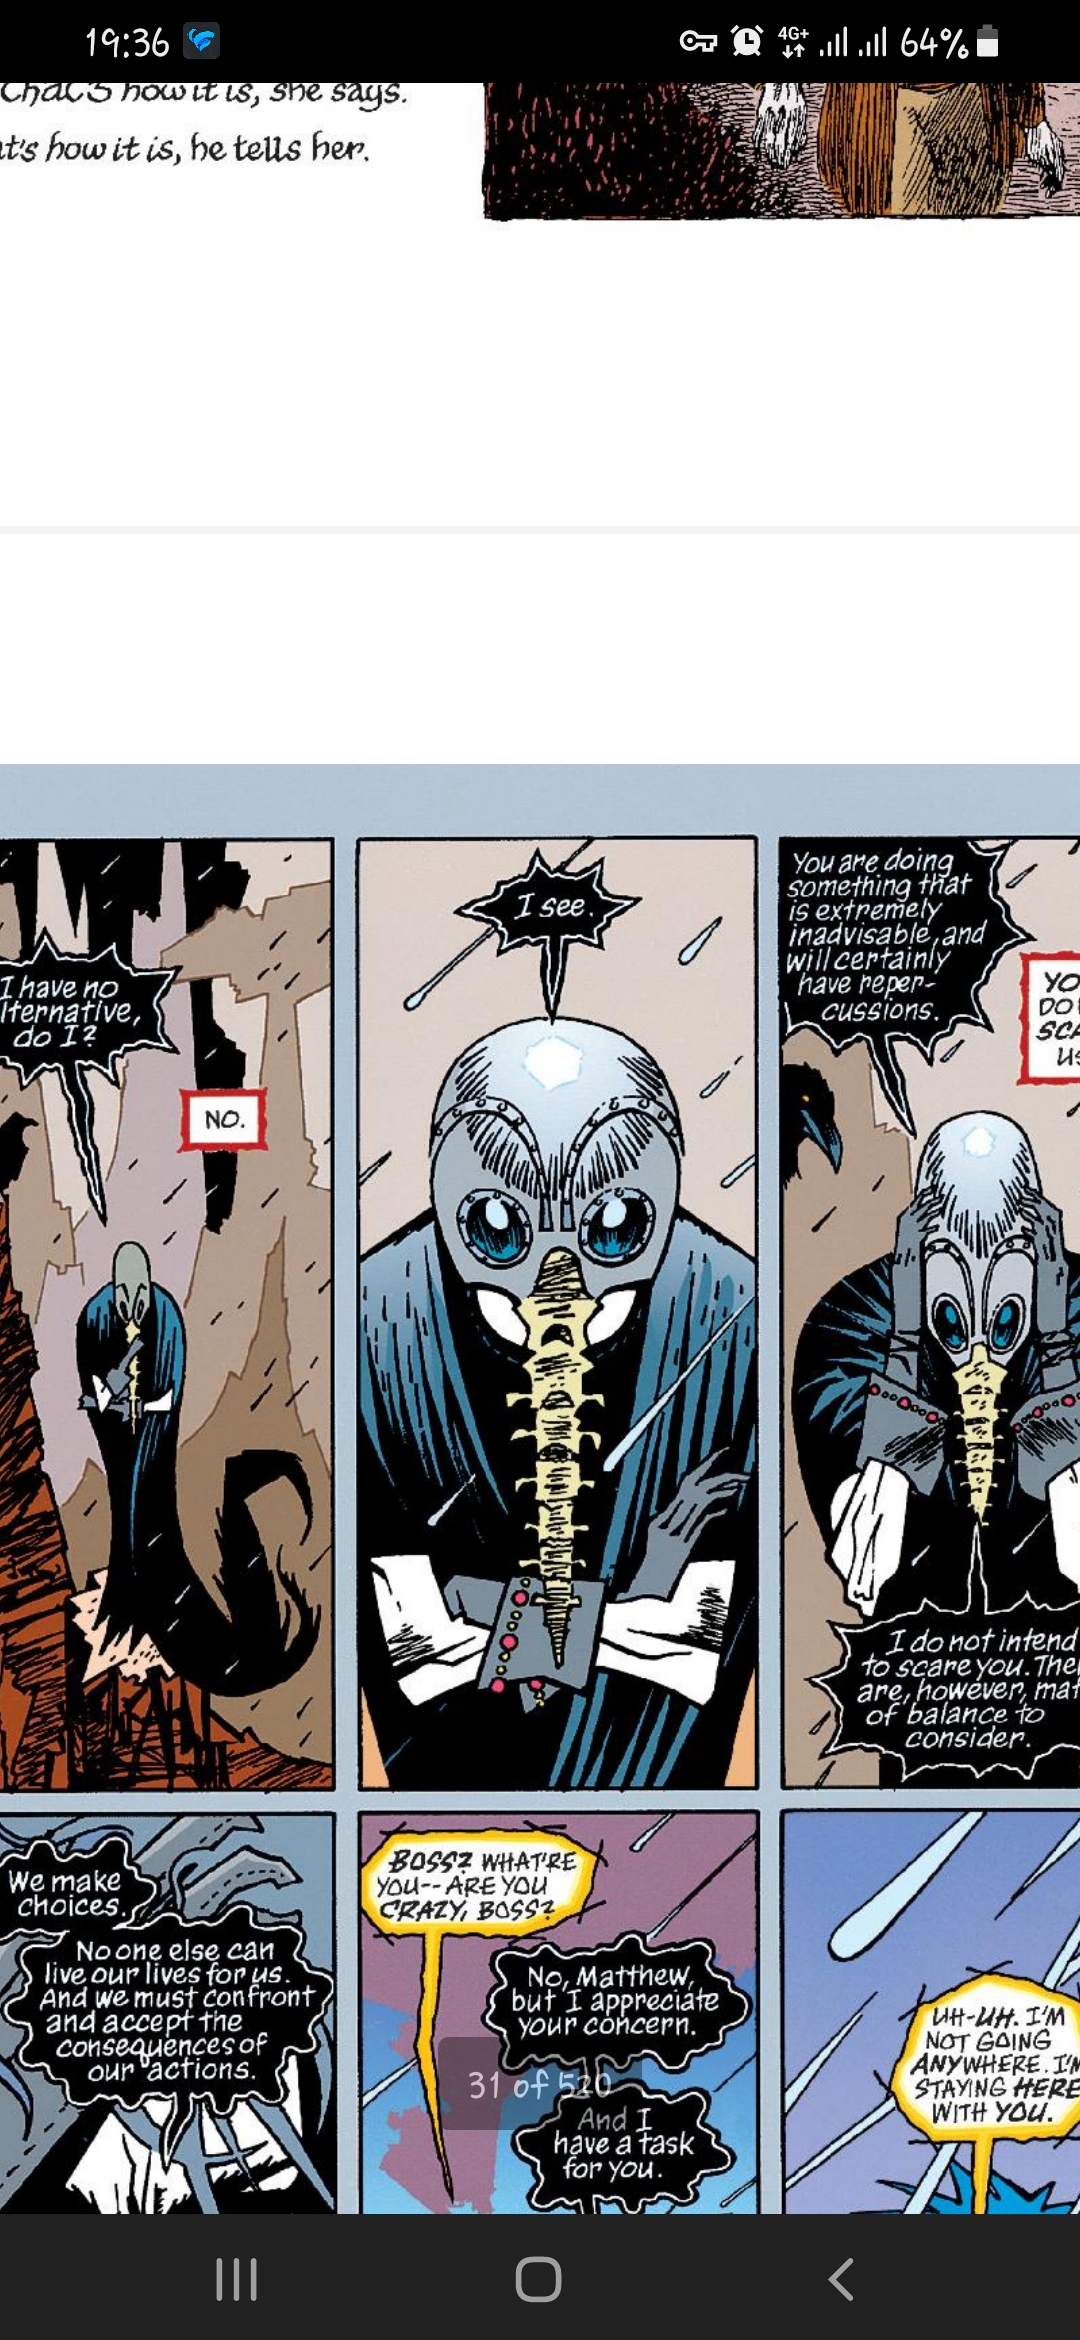 19:36
4G+
64%
how it is, she says.
how it is, he tells her.
I have no
do I?
NO.
I see.
You are doing
something that
is extremely
inadvisable, and
will certainly
have reper-
cussions.
I do not intend
to scare you.
are, however,
of balance to
consider.
We make
choices.
No one else can
live our lives for us.
And we must confront
and accept the
consequences of
our actions.
BOSS? WHAT'RE
YOU--ARE YOU
CRAZY, BOSS?
No, Matthew,
but I appreciate
your concern.
And I
have a task
for you.
UH-UH. I'M
NOT GOING
ANYWHERE. I'M
STAYING HERE
WITH YOU.
31 of 520